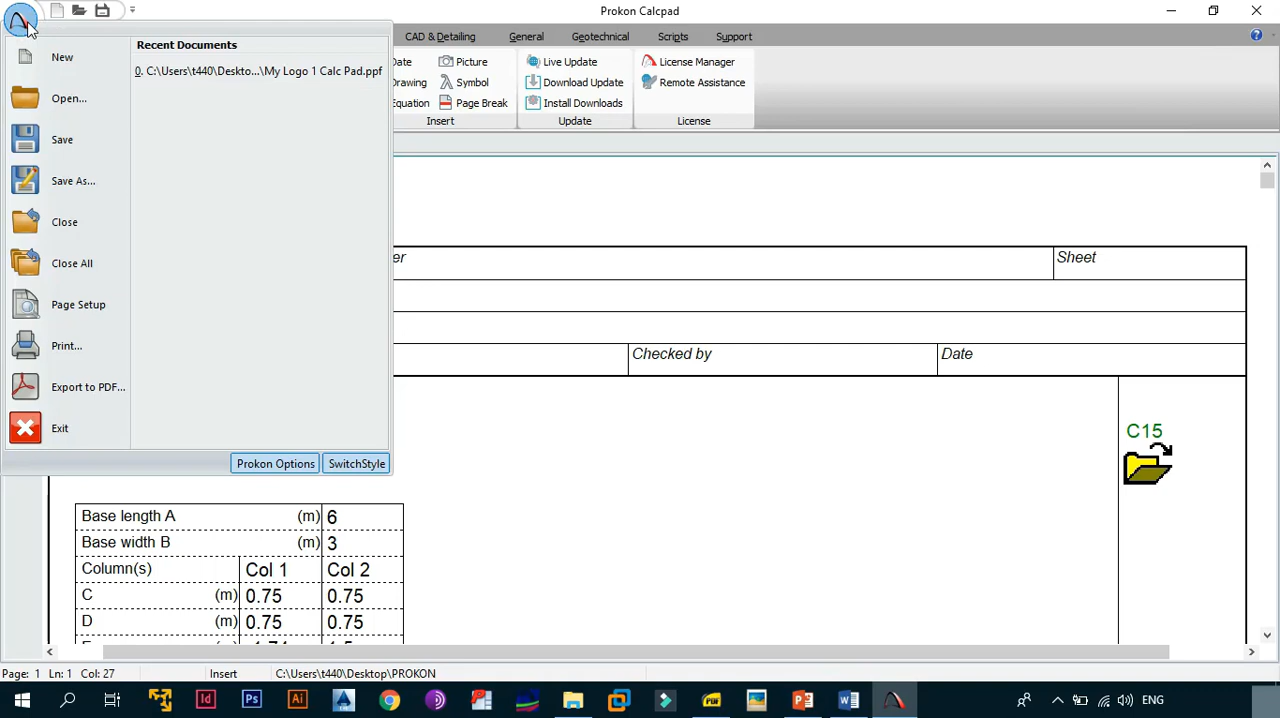 Prokon Calcpad
CAD & Detailing
General
Geotechnical
Scripts
Recent Documents
0. C:\Users\t440\Deskto...\My Logo 1 Calc Pad.ppf
New
Open...
Save
Save As...
Close
Close All
Page Setup
Print...
Export to PDF...
Exit
Prokon Options
SwitchStyle
Date
Picture
Drawing
Symbol
Equation
Page Break
Insert
Live Update
Download Update
Install Downloads
Update
License Manager
Remote Assistance
License
er
Sheet
Checked by
Date
C15
Base length A (m) 6
Base width B (m) 3
Column(s) Col 1 Col 2
C (m) 0.75 0.75
D (m) 0.75 0.75
Page: 1 Ln: 1 Col: 27
Insert
C:\Users\t440\Desktop\PROKON
Id
Ps
Ai
PDF
ENG